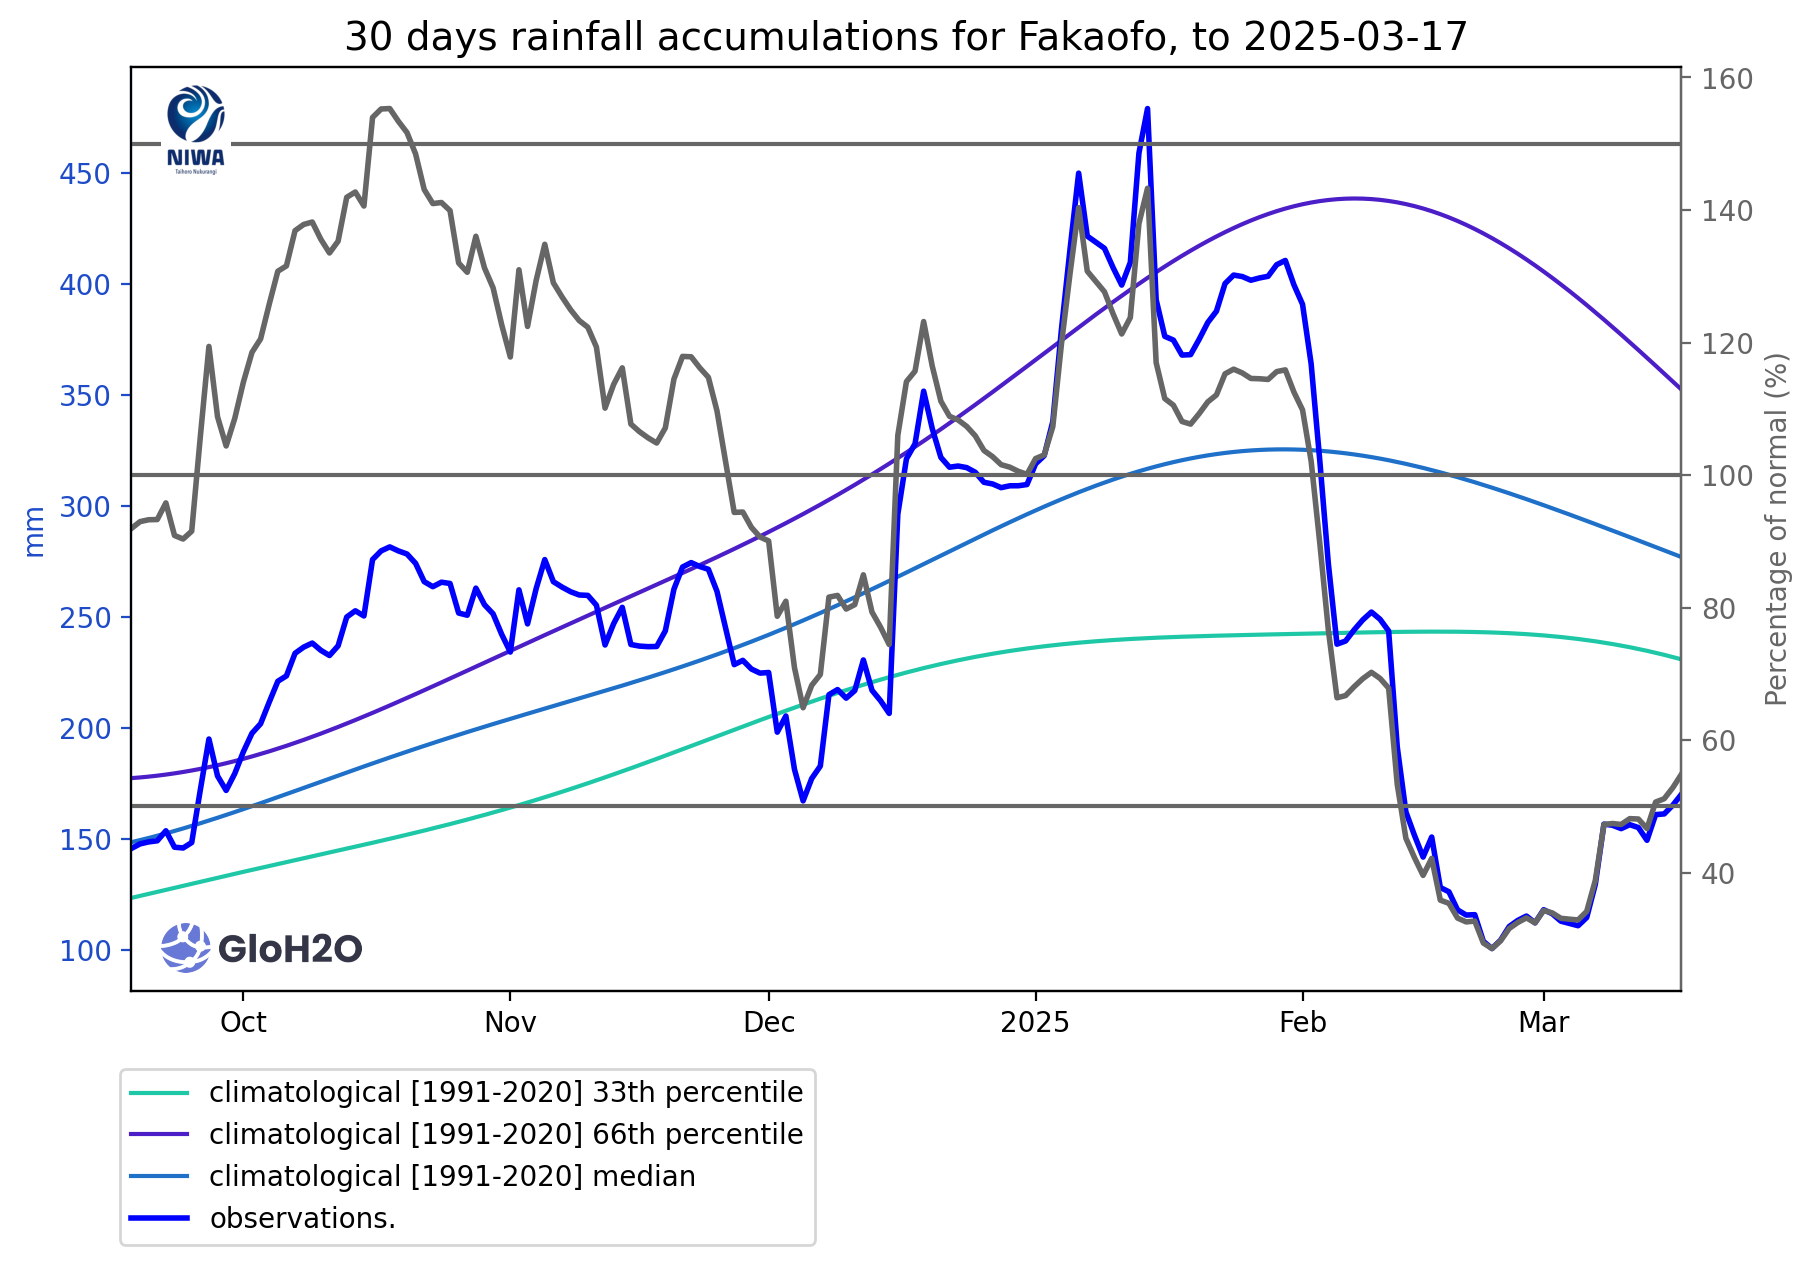 30 days rainfall accumulations for Fakaofo, to 2025-03-17
NIWA
Taihoro Nukurangi
160
450
140
400
120
350
300
100
mm
Percentage of normal (%)
250
80
200
60
150
40
100
GloH2O
Oct Nov Dec 2025 Feb Mar
climatological [1991-2020] 33th percentile
climatological [1991-2020] 66th percentile
climatological [1991-2020] median
observations.